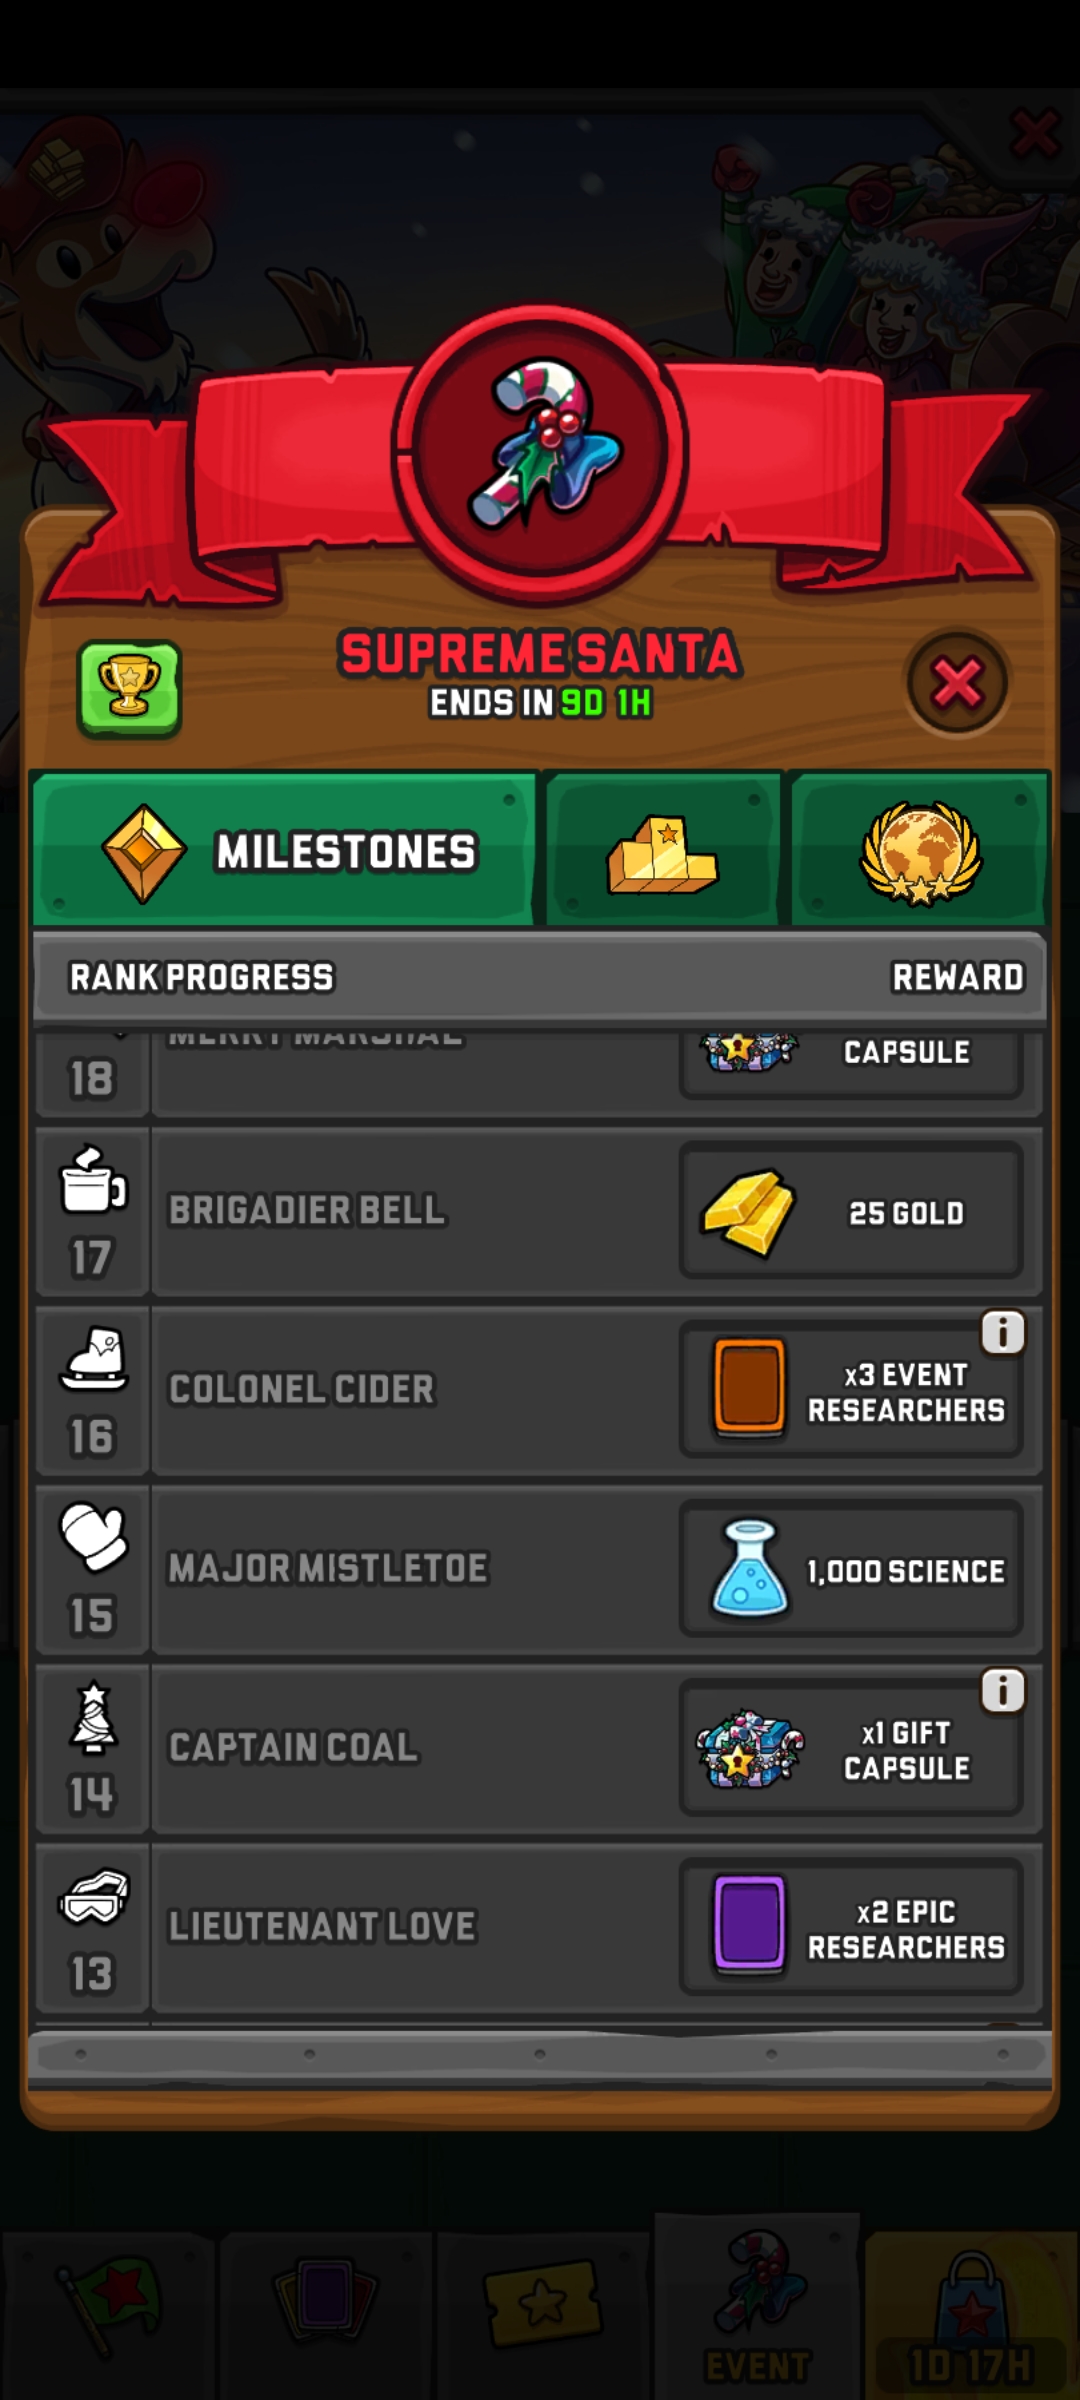 SUPREME SANTA
ENDS IN 9D 1H
MILESTONES
RANK PROGRESS
REWARD
MERRY MARSHAL
18
CAPSULE
BRIGADIER BELL
17
25 GOLD
COLONEL CIDER
16
x3 EVENT
RESEARCHERS
i
MAJOR MISTLETOE
15
1,000 SCIENCE
CAPTAIN COAL
14
x1 GIFT
CAPSULE
i
LIEUTENANT LOVE
13
x2 EPIC
RESEARCHERS
EVENT
1D 17H